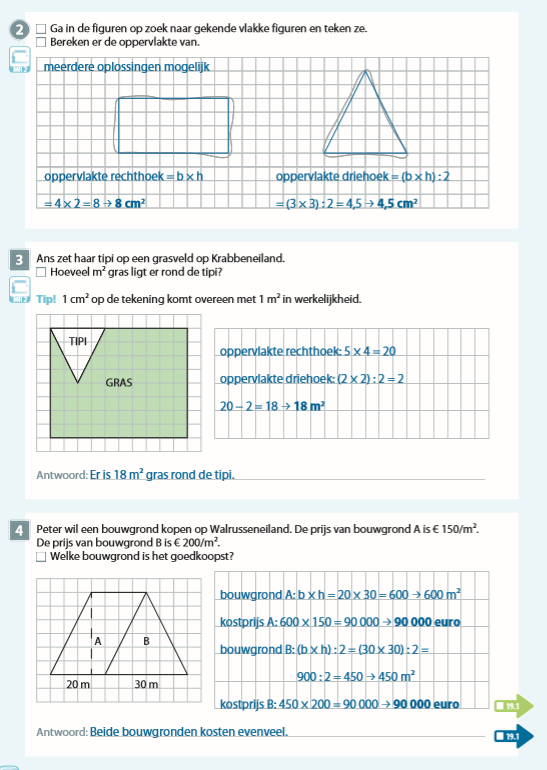 2 Ga in de figuren op zoek naar gekende vlakke figuren en teken ze.
Bereken er de oppervlakte van.
MR 2
meerdere oplossingen mogelijk
oppervlakte rechthoek = b × h
= 4 × 2 = 8 → 8 cm²
oppervlakte driehoek = (b × h) : 2
= (3 × 3) : 2 = 4,5 → 4,5 cm²
3 Ans zet haar tipi op een grasveld op Krabbeneiland.
Hoeveel m² gras ligt er rond de tipi?
MR 2
Tip! 1 cm² op de tekening komt overeen met 1 m² in werkelijkheid.
TIPI
GRAS
oppervlakte rechthoek: 5 × 4 = 20
oppervlakte driehoek: (2 × 2) : 2 = 2
20 – 2 = 18 → 18 m²
Antwoord: Er is 18 m² gras rond de tipi.
4 Peter wil een bouwgrond kopen op Walrusseneiland. De prijs van bouwgrond A is € 150/m².
De prijs van bouwgrond B is € 200/m².
Welke bouwgrond is het goedkoopst?
A
B
20 m
30 m
bouwgrond A: b × h = 20 × 30 = 600 → 600 m²
kostprijs A: 600 × 150 = 90 000 → 90 000 euro
bouwgrond B: (b × h) : 2 = (30 × 30) : 2 =
900 : 2 = 450 → 450 m²
kostprijs B: 450 × 200 = 90 000 → 90 000 euro
Antwoord: Beide bouwgronden kosten evenveel.
19.1
19.1